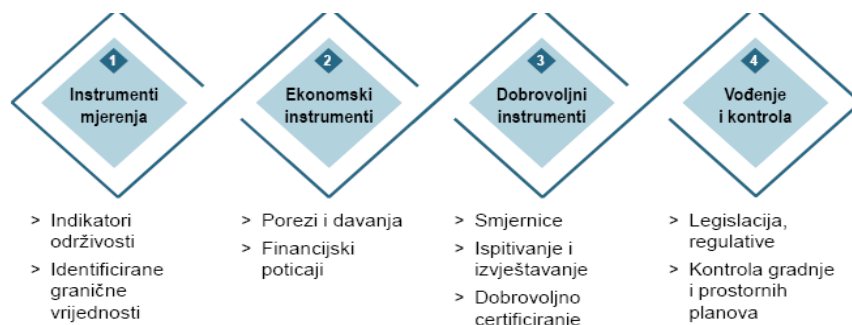 1
Instrumenti
mjerenja
> Indikatori
održivosti
> Identificirane
granične
vrijednosti
2
Ekonomski
instrumenti
> Porezi i davanja
> Financijski
poticaji
3
Dobrovoljni
instrumenti
> Smjernice
> Ispitivanje i
izvještavanje
> Dobrovoljno
certificiranje
4
Vođenje
i kontrola
> Legislacija,
regulative
> Kontrola gradnje
i prostornih
planova